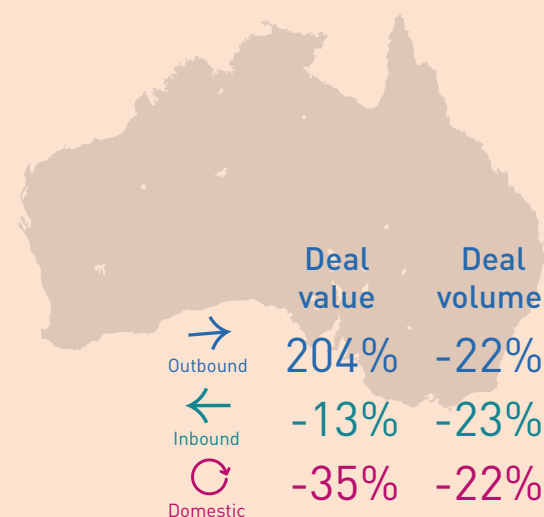 Deal value Deal volume
Outbound 204% -22%
Inbound -13% -23%
Domestic -35% -22%